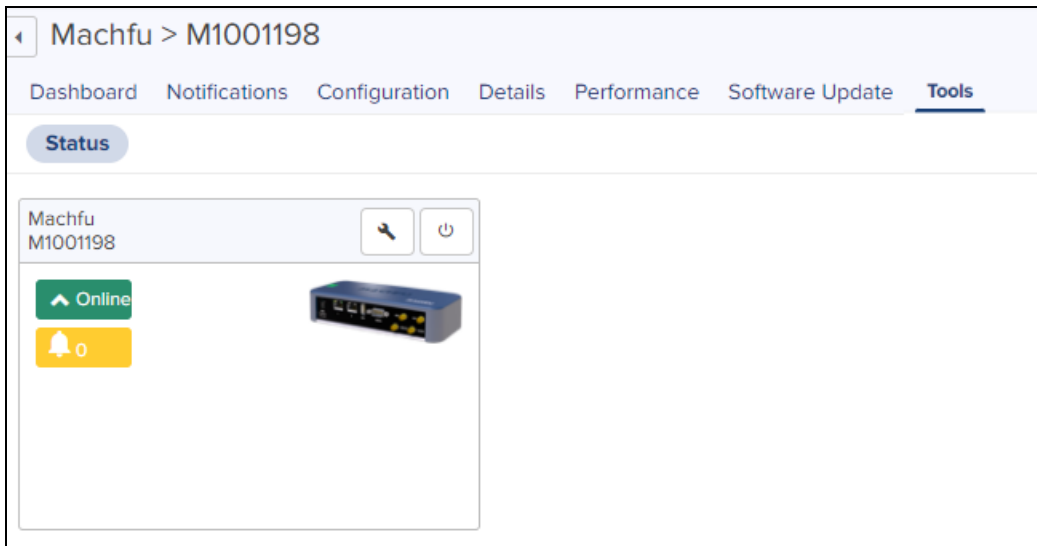 Machfu > M1001198
Dashboard Notifications Configuration Details Performance Software Update Tools
Status
Machfu
M1001198
Online
0